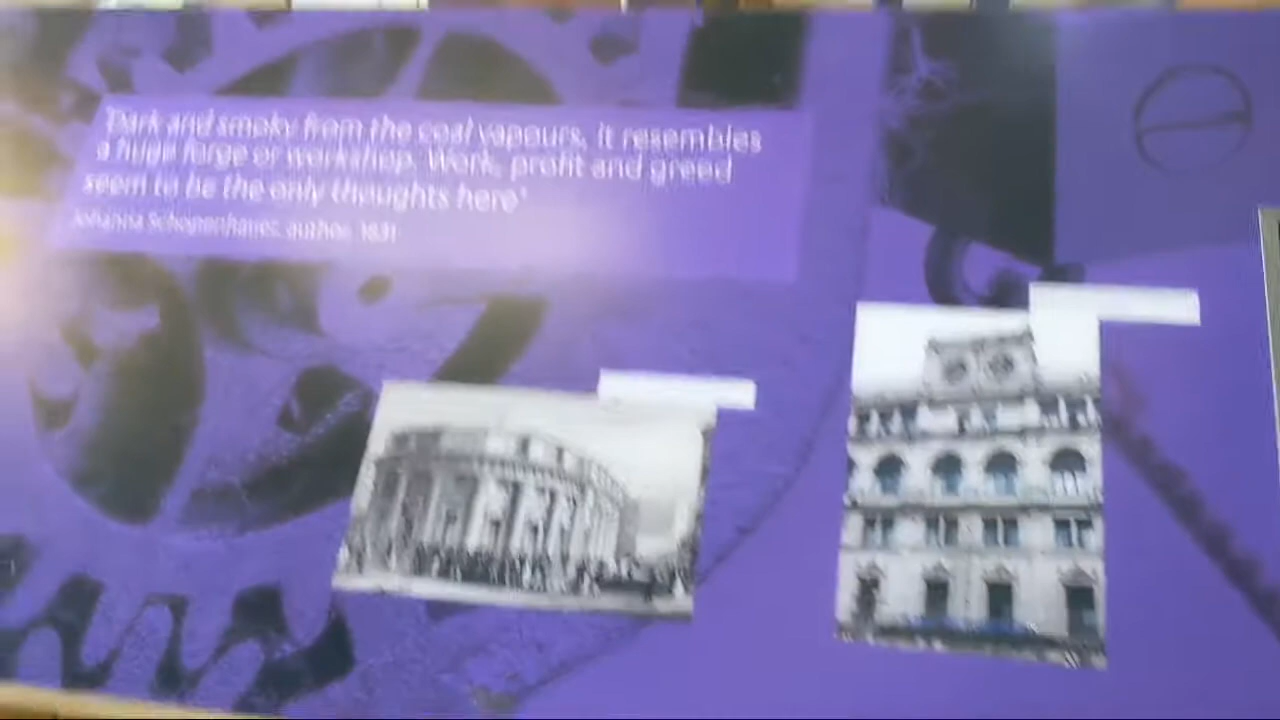 'Dark and smoky from the coal vapours, it resembles
a huge forge or workshop. Work, profit and greed
seem to be the only thoughts here'
Johanna Schopenhauer, author, 1831